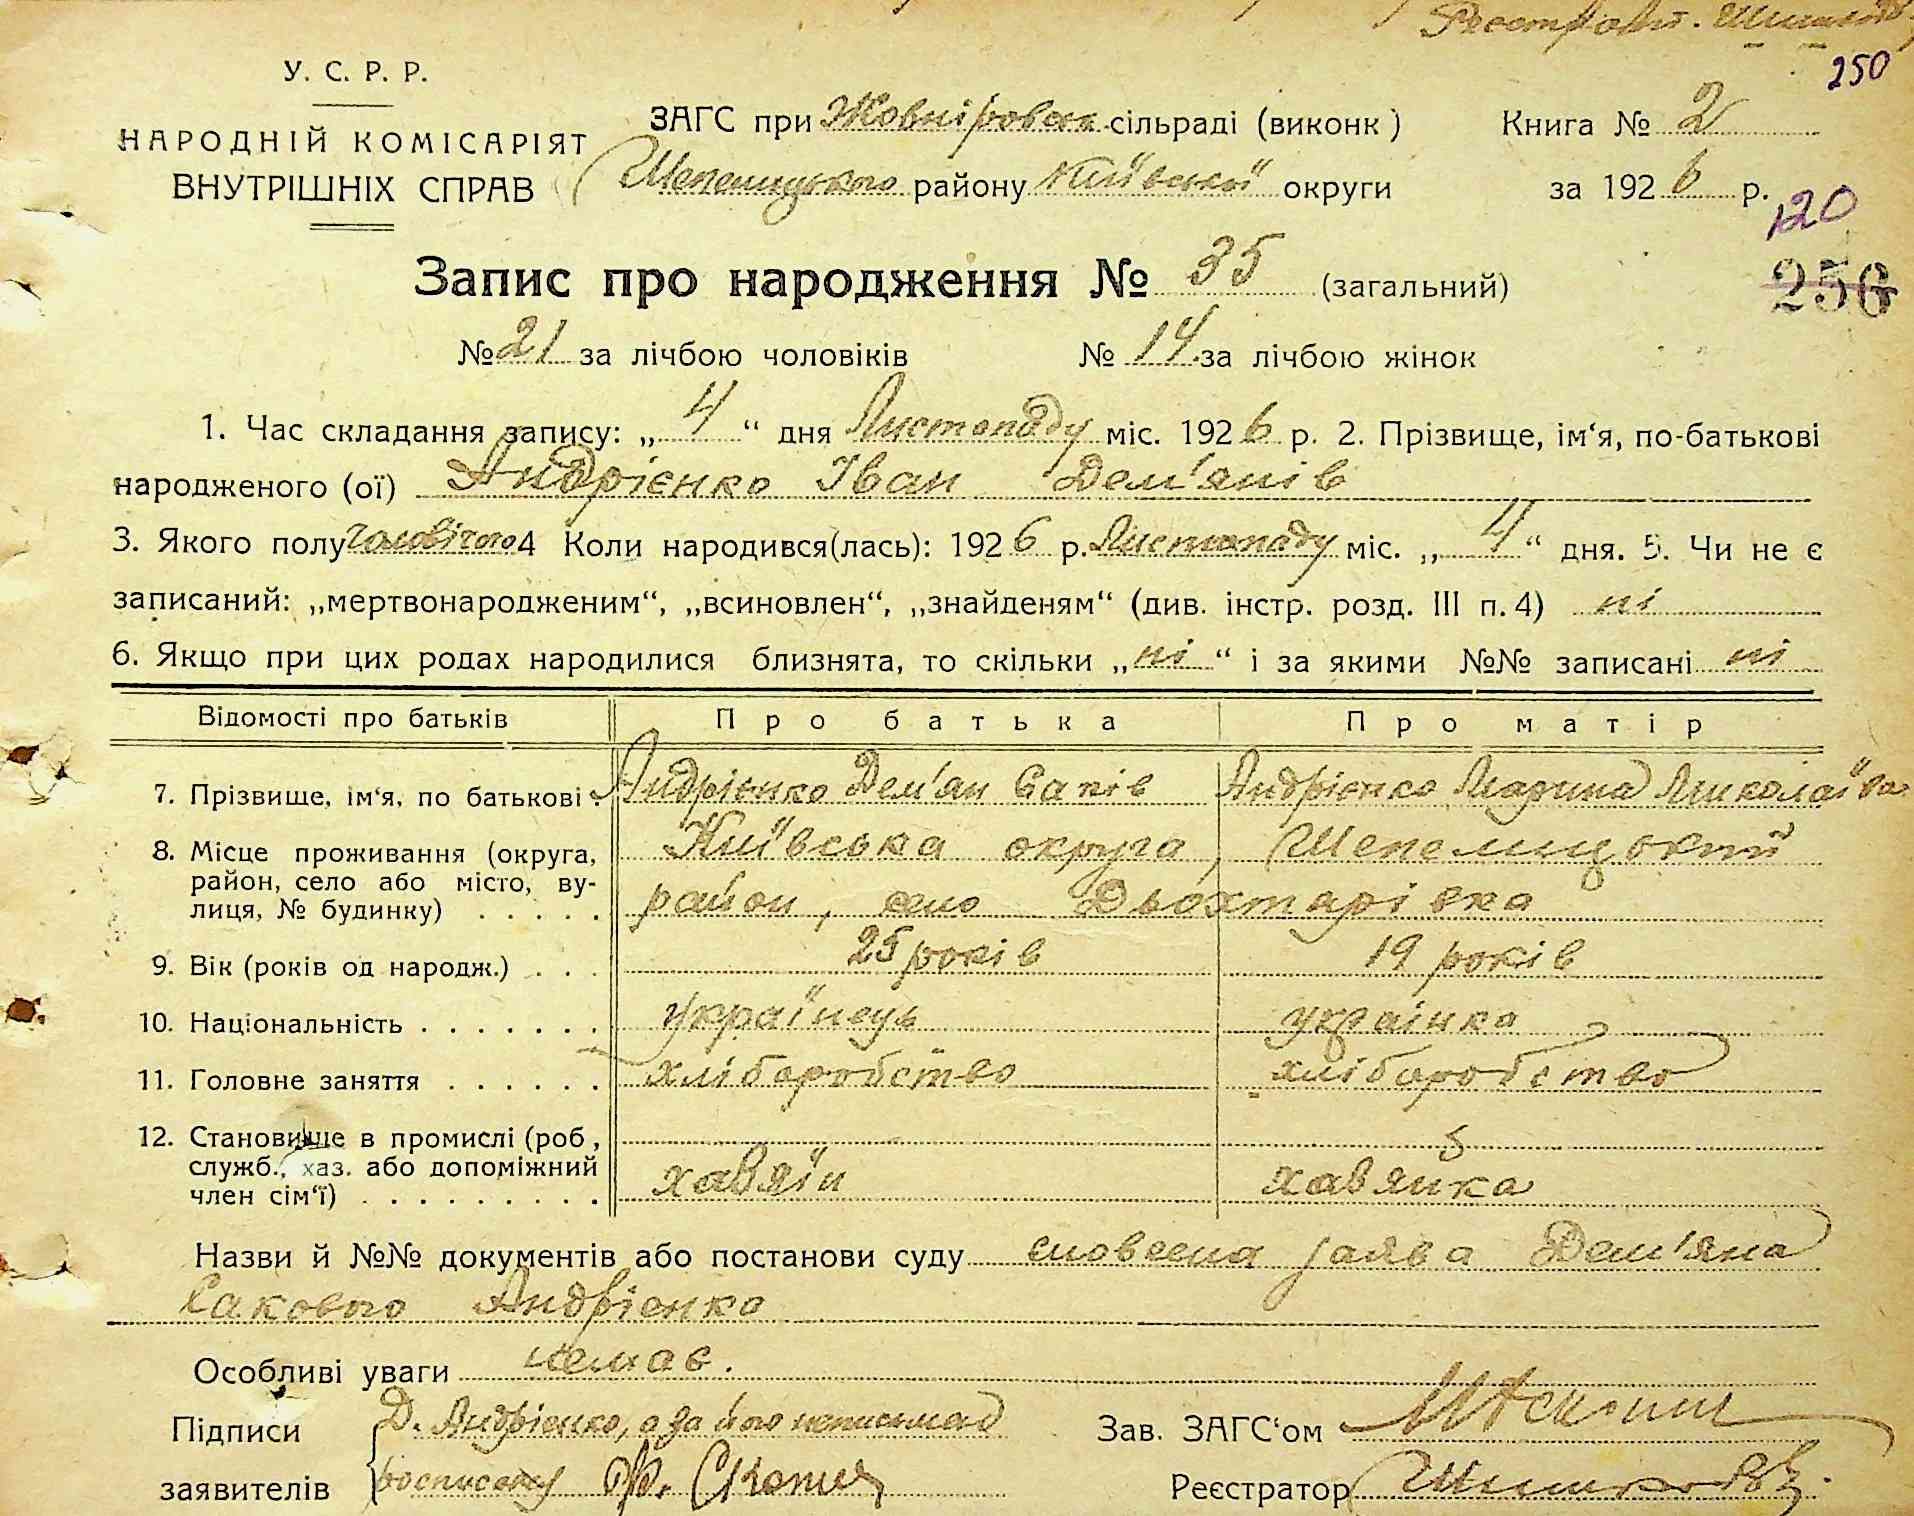 250
У. С. Р. Р.
НАРОДНІЙ КОМІСАРІЯТ
ВНУТРІШНІХ СПРАВ
ЗАГС при сільраді (виконк)
Шепелицького району Київської округи
Книга № 2
за 1926 р.
120
256
Запис про народження № 35 (загальний)
№ 21 за лічбою чоловіків № 14 за лічбою жінок
1. Час складання запису: „ 4 “ дня Листопаду міс. 1926 р. 2. Прізвище, ім'я, по-батькові
народженого (ої) Андрієнко Іван Дем'янів
3. Якого полу чоловічого 4 Коли народився(лась): 1926 р. Листопаду міс. „ 4 “ дня. 5. Чи не є
записаний: „мертвонародженим“, „всиновлен“, „знайденям“ (див. інстр. розд. III п. 4) ні
6. Якщо при цих родах народилися близнята, то скільки „ ні “ і за якими №№ записані ні
Відомості про батьків Про батька Про матір
7. Прізвище, ім'я, по батькові. Андрієнко Дем'ян Андрієнко Марина Миколаївна
8. Місце проживання (округа, Київська округа, Шепелицький
район, село або місто, ву-
лиця, № будинку) . . . . . район, село Дьохтарівка
9. Вік (років од народж.) . . . 25 років 19 років
10. Національність . . . . . . . українець українка
11. Головне заняття . . . . . . хліборобство хліборобство
12. Становище в промислі (роб,
служб., хаз. або допоміжний
член сім'ї) . . . . . . . . . хазяїн хазяйка
Назви й №№ документів або постанови суду словесна заява Дем'яна
Андрієнко
Особливі уваги немає.
Підписи Д. Андрієнко, а за його неписьмен
заявителів росписався
Зав. ЗАГС'ом
Реєстратор